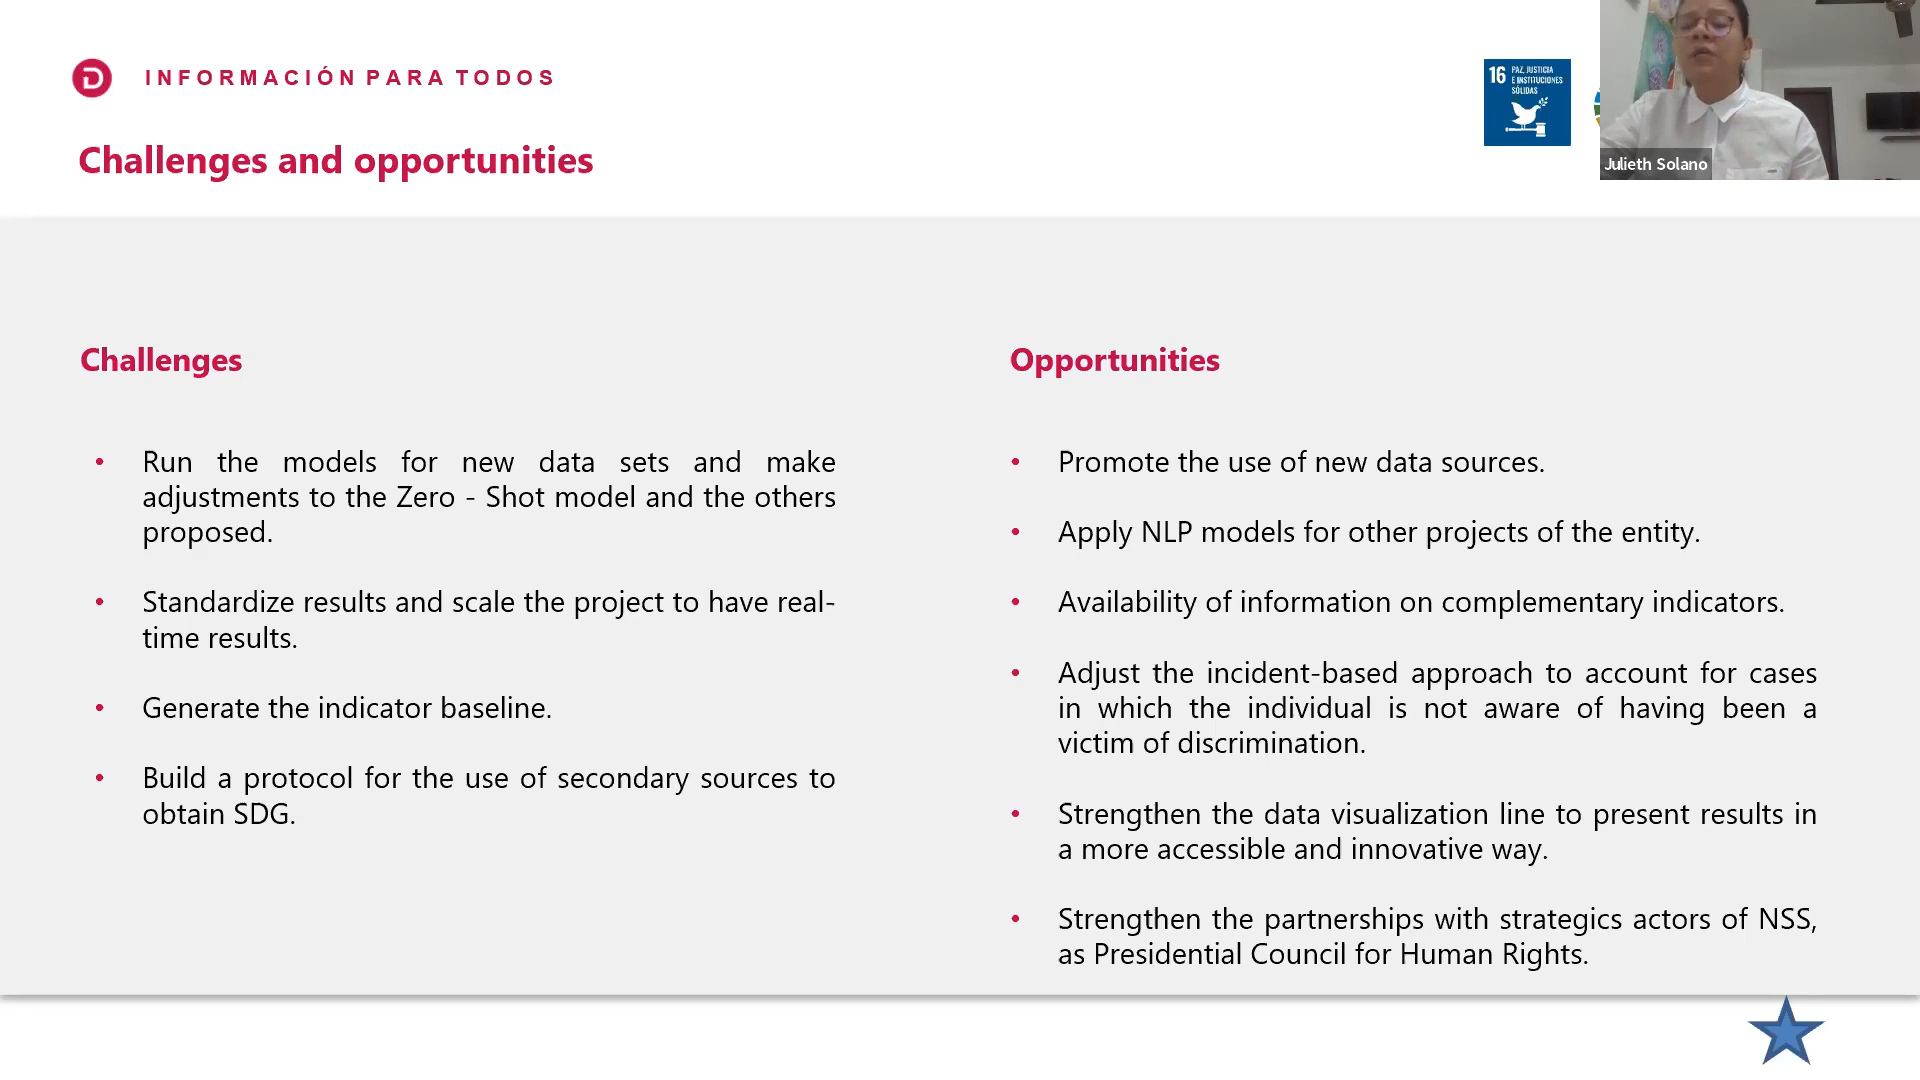 INFORMACIÓN PARA TODOS
16 PAZ, JUSTICIA
E INSTITUCIONES
SÓLIDAS
Julieth Solano
Challenges and opportunities
Challenges
• Run the models for new data sets and make
adjustments to the Zero - Shot model and the others
proposed.
• Standardize results and scale the project to have real-
time results.
• Generate the indicator baseline.
• Build a protocol for the use of secondary sources to
obtain SDG.
Opportunities
• Promote the use of new data sources.
• Apply NLP models for other projects of the entity.
• Availability of information on complementary indicators.
• Adjust the incident-based approach to account for cases
in which the individual is not aware of having been a
victim of discrimination.
• Strengthen the data visualization line to present results in
a more accessible and innovative way.
• Strengthen the partnerships with strategics actors of NSS,
as Presidential Council for Human Rights.